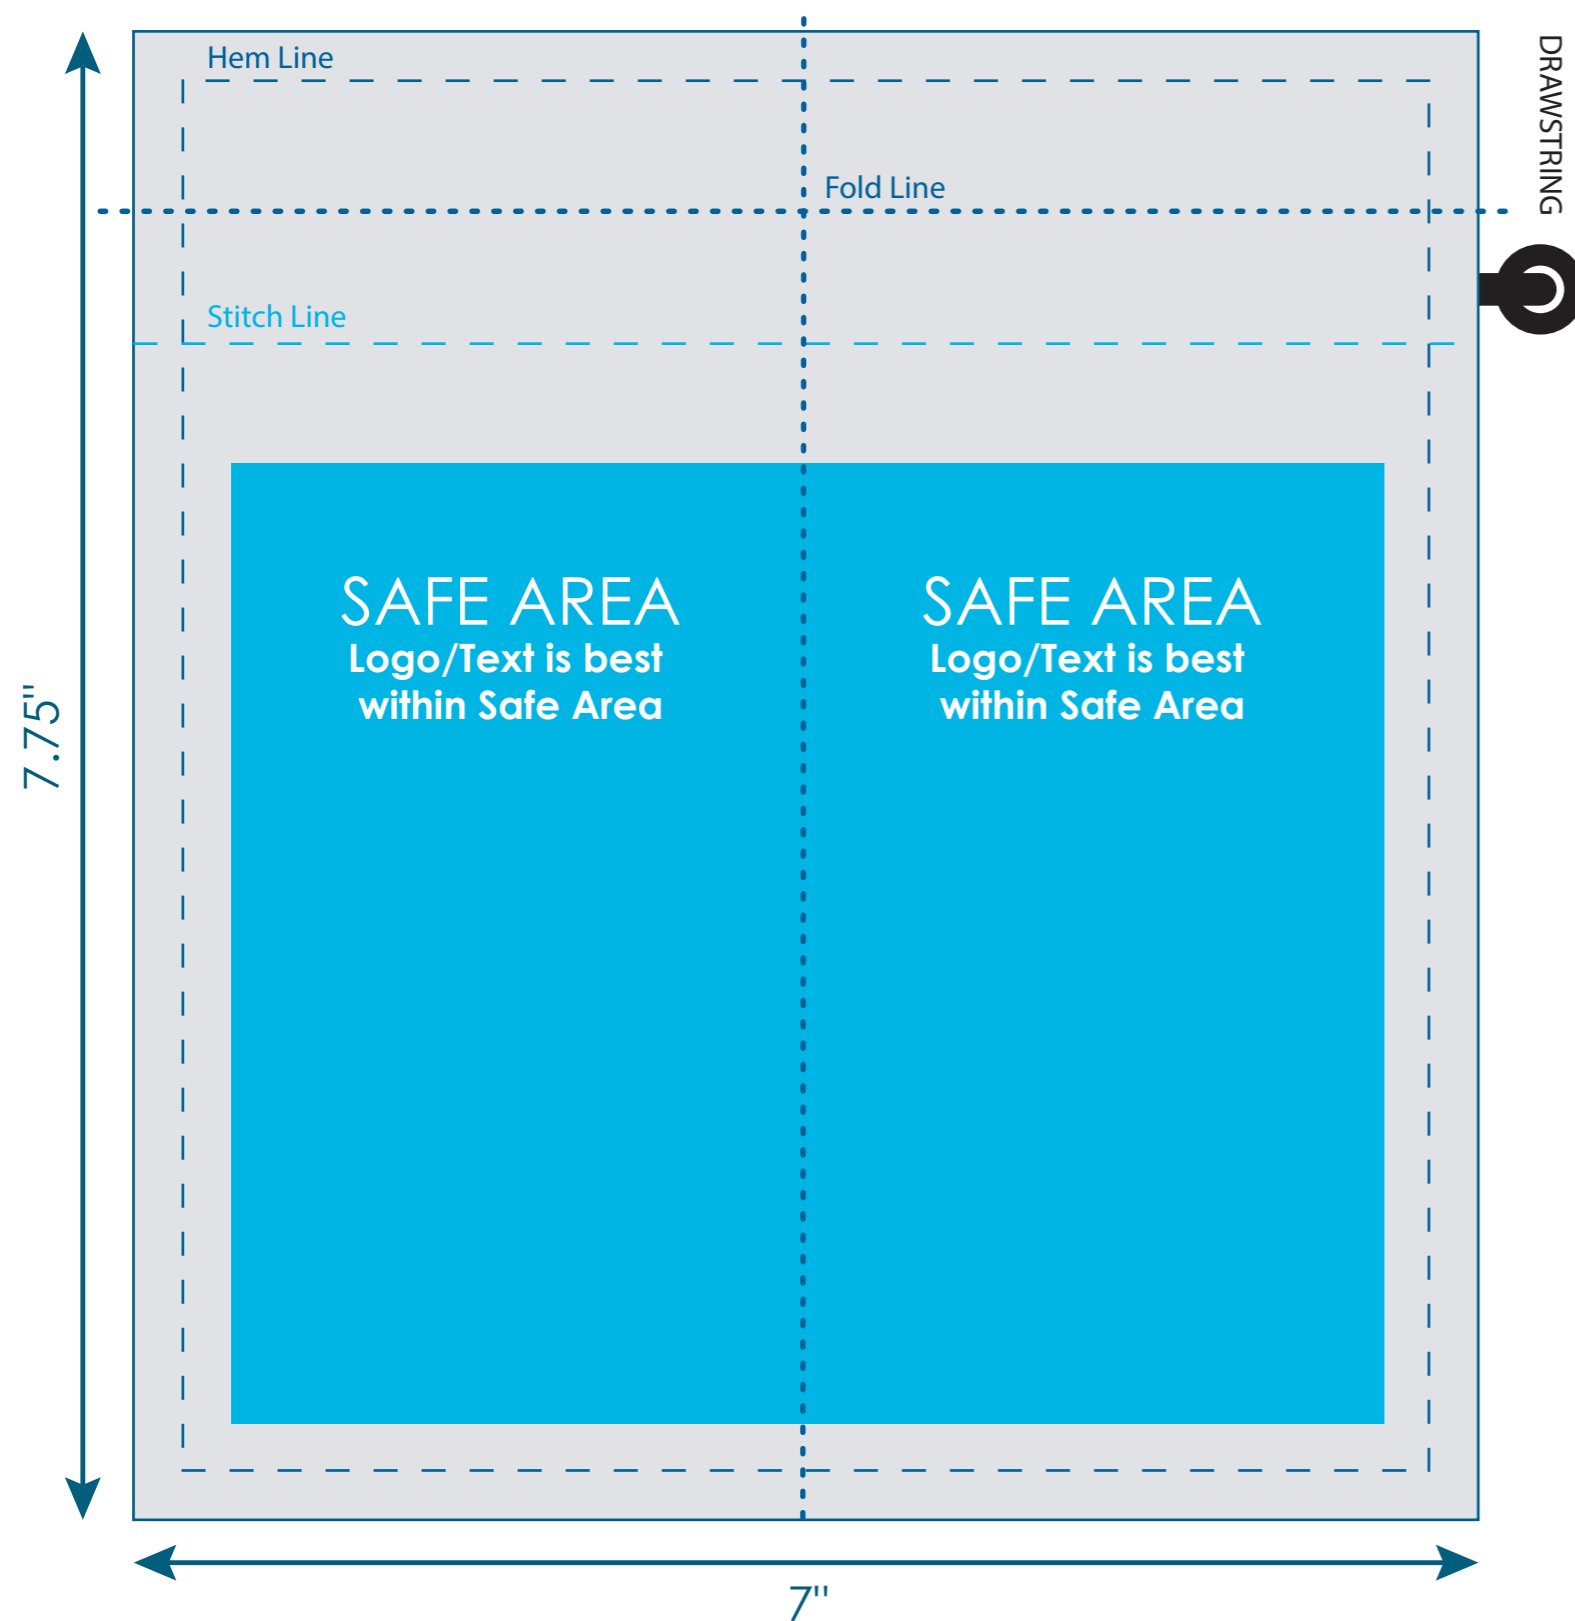 Hem Line
DRAWSTRING
Fold Line
Stitch Line
SAFE AREA
Logo/Text is best
within Safe Area
SAFE AREA
Logo/Text is best
within Safe Area
7.75"
7"